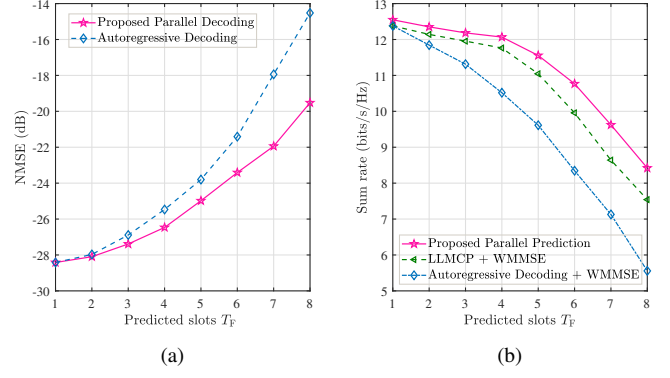 -14
-16
-18
-20
-22
-24
-26
-28
-30
NMSE (dB)
Proposed Parallel Decoding
Autoregressive Decoding
1 2 3 4 5 6 7 8
Predicted slots T_F
(a)
13
12
11
10
9
8
7
6
5
Sum rate (bits/s/Hz)
Proposed Parallel Prediction
LLMCP + WMMSE
Autoregressive Decoding + WMMSE
1 2 3 4 5 6 7 8
Predicted slots T_F
(b)